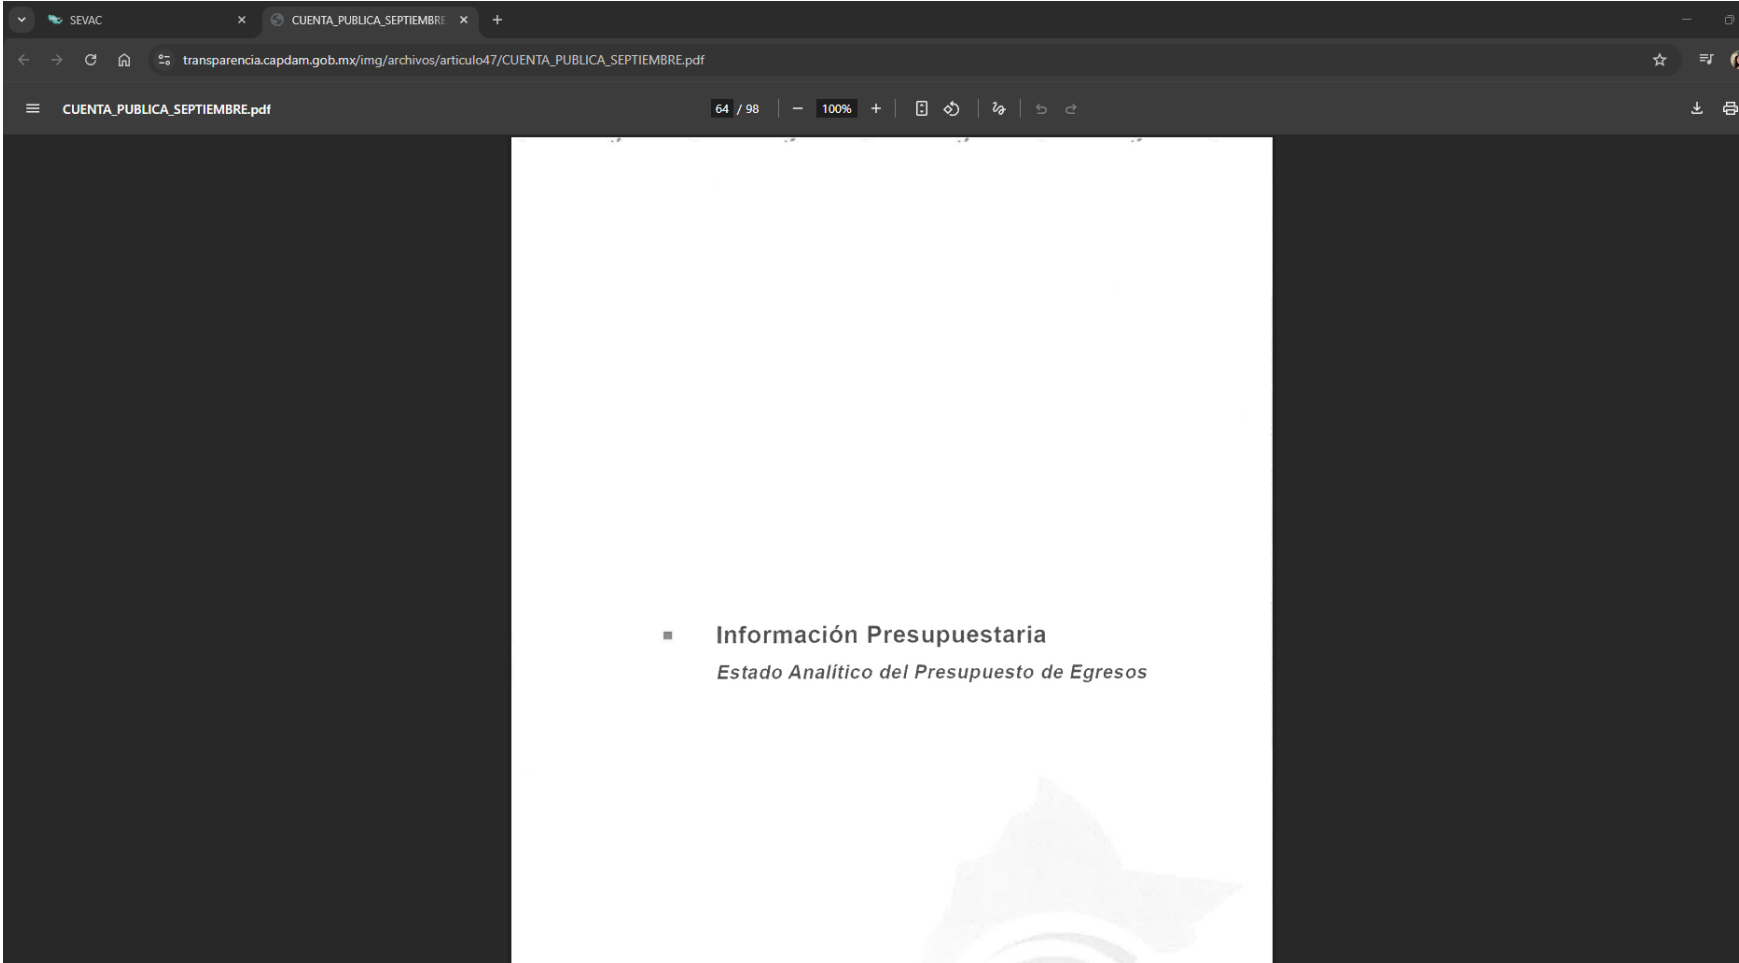 SEVAC
CUENTA_PUBLICA_SEPTIEMBRE
transparencia.capdam.gob.mx/img/archivos/articulo47/CUENTA_PUBLICA_SEPTIEMBRE.pdf
CUENTA_PUBLICA_SEPTIEMBRE.pdf
64 / 98
100%
Información Presupuestaria
Estado Analítico del Presupuesto de Egresos